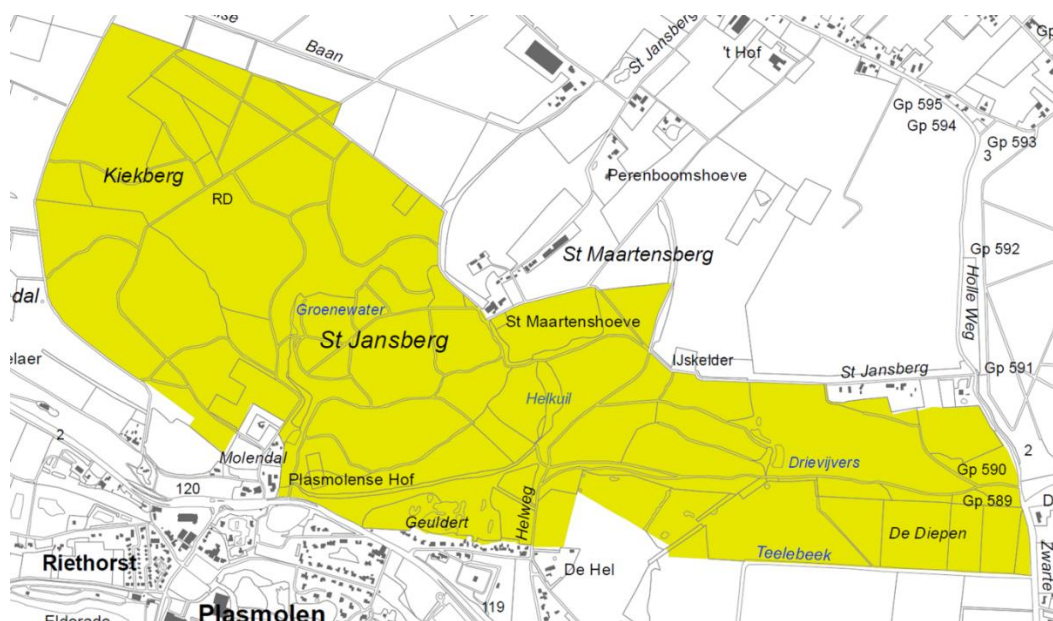 Baan
St Jansberg
't Hof
Gp 595
Gp 594
3
Gp 593
Kiekberg
RD
Perenboomshoeve
St Maartensberg
Gp 592
Holle Weg
dal
Groenewater
St Jansberg
St Maartenshoeve
IJskelder
St Jansberg
Gp 591
elaer
Helkuil
2
Molendal
Drievijvers
2
Gp 590
120
Plasmolense Hof
Gp 589
Geuldert
Helweg
De Diepen
D
Riethorst
De Hel
Teelebeek
Zwarte
119
Plasmolen